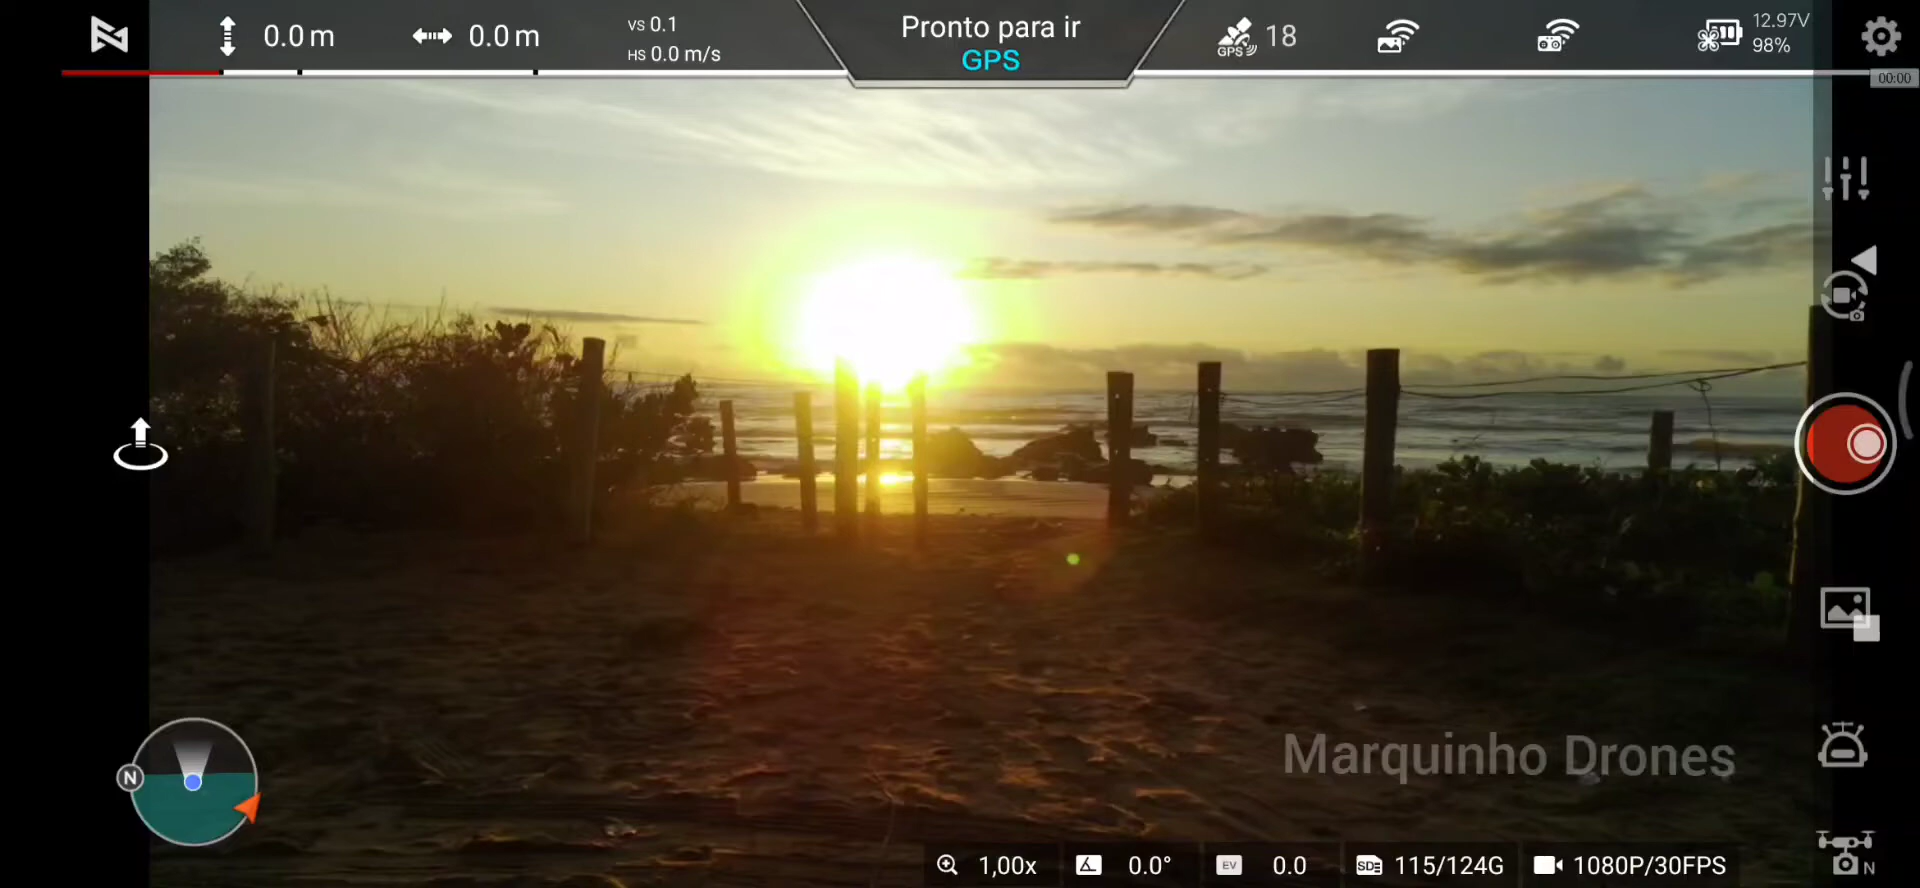 0.0 m
0.0 m
VS 0.1
HS 0.0 m/s
Pronto para ir
GPS
GPS
18
12.97V
98%
00:00
N
Marquinho Drones
1,00x
0.0°
EV
0.0
SD
115/124G
1080P/30FPS
N